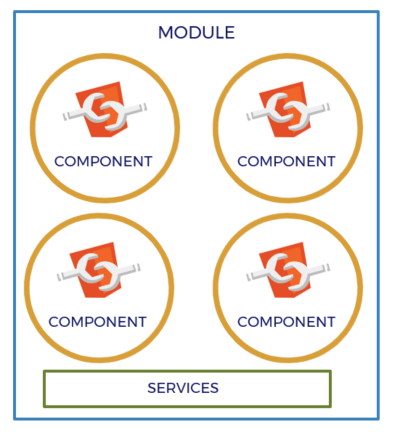 MODULE
COMPONENT
COMPONENT
COMPONENT
COMPONENT
SERVICES